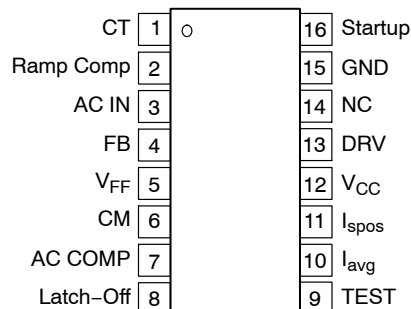 CT 1 16 Startup
Ramp Comp 2 15 GND
AC IN 3 14 NC
FB 4 13 DRV
VFF 5 12 VCC
CM 6 11 Ispos
AC COMP 7 10 Iavg
Latch−Off 8 9 TEST